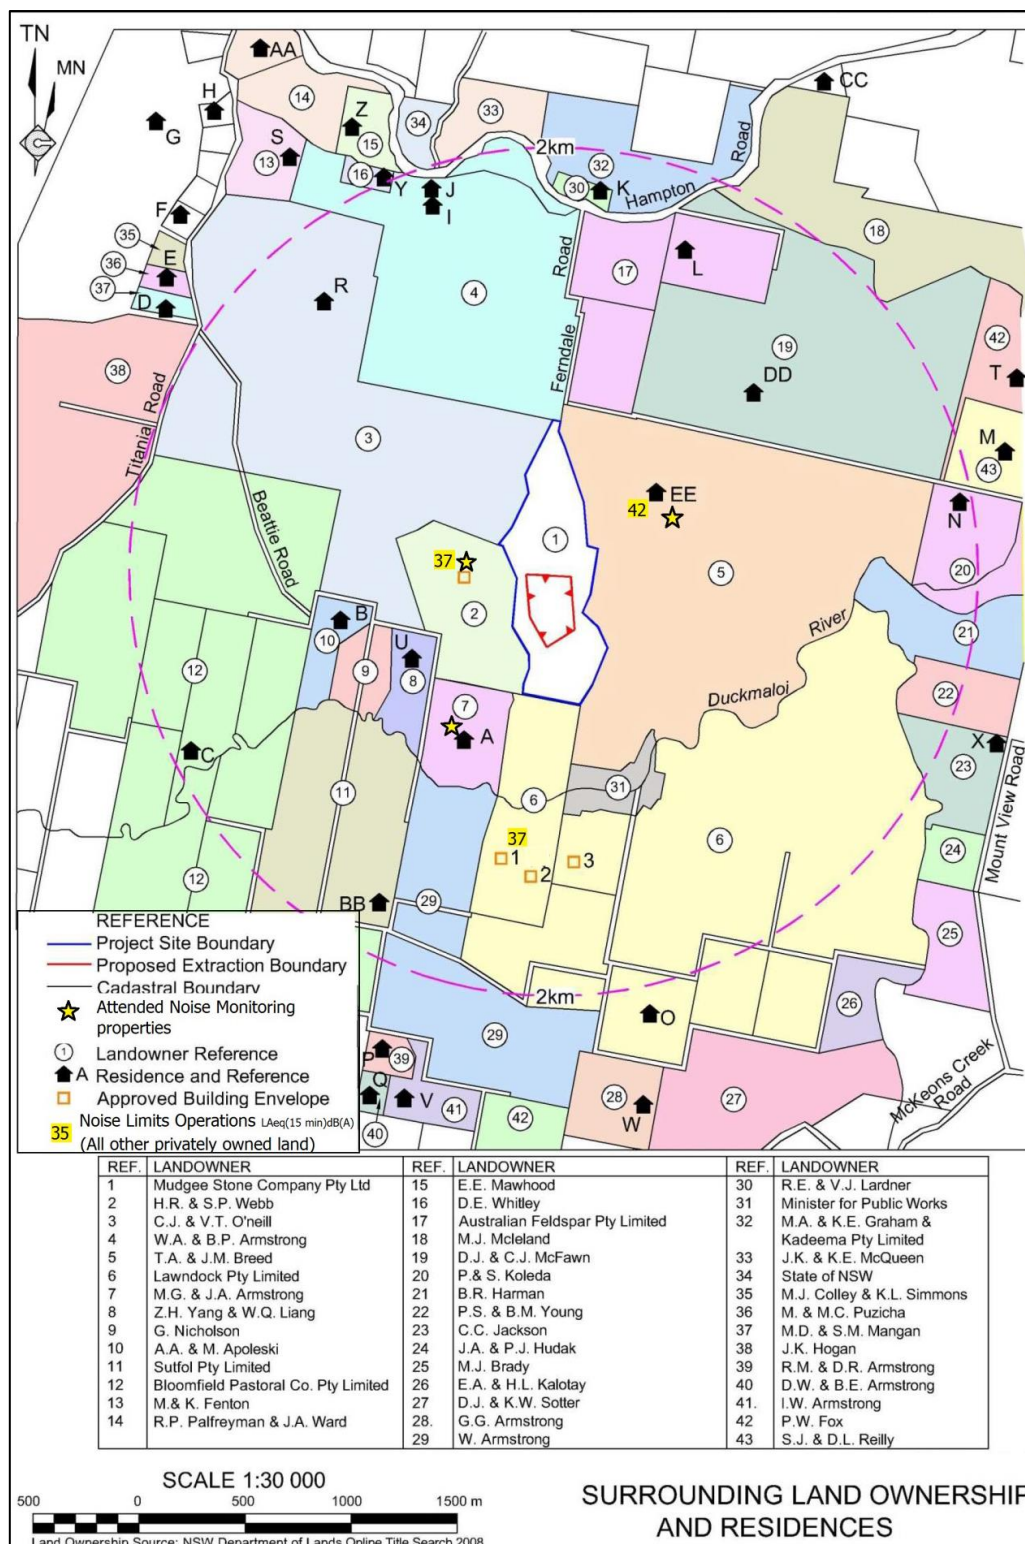 TN
MN
AA
CC
H
14
Z
34
33
G
S
15
2km
32
Road
13
16
Y
J
30
K
Hampton
I
F
35
18
E
Road
17
L
36
37
R
4
D
42
19
38
Ferndale
DD
T
Titania Road
3
M
43
Beattie Road
EE
42
N
1
37
5
20
2
River
B
10
U
21
9
12
8
22
Duckmaloi
7
A
X
C
23
31
11
6
6
Mount View Road
37
24
1
3
2
12
BB
29
25
REFERENCE
Project Site Boundary
Proposed Extraction Boundary
Cadastral Boundary
2km
26
Attended Noise Monitoring
properties
O
29
1 Landowner Reference
P
39
A Residence and Reference
Q
McKeons Creek
Road
Approved Building Envelope
V
41
28
27
W
35 Noise Limits Operations LAeq(15 min)dB(A)
(All other privately owned land)
40
42
REF. LANDOWNER REF. LANDOWNER REF. LANDOWNER
1 Mudgee Stone Company Pty Ltd 15 E.E. Mawhood 30 R.E. & V.J. Lardner
2 H.R. & S.P. Webb 16 D.E. Whitley 31 Minister for Public Works
3 C.J. & V.T. O'neill 17 Australian Feldspar Pty Limited 32 M.A. & K.E. Graham &
4 W.A. & B.P. Armstrong 18 M.J. Mcleland Kadeema Pty Limited
5 T.A. & J.M. Breed 19 D.J. & C.J. McFawn 33 J.K. & K.E. McQueen
6 Lawndock Pty Limited 20 P.& S. Koleda 34 State of NSW
7 M.G. & J.A. Armstrong 21 B.R. Harman 35 M.J. Colley & K.L. Simmons
8 Z.H. Yang & W.Q. Liang 22 P.S. & B.M. Young 36 M. & M.C. Puzicha
9 G. Nicholson 23 C.C. Jackson 37 M.D. & S.M. Mangan
10 A.A. & M. Apoleski 24 J.A. & P.J. Hudak 38 J.K. Hogan
11 Sutfol Pty Limited 25 M.J. Brady 39 R.M. & D.R. Armstrong
12 Bloomfield Pastoral Co. Pty Limited 26 E.A. & H.L. Kalotay 40 D.W. & B.E. Armstrong
13 M.& K. Fenton 27 D.J. & K.W. Sotter 41. I.W. Armstrong
14 R.P. Palfreyman & J.A. Ward 28. G.G. Armstrong 42 P.W. Fox
29 W. Armstrong 43 S.J. & D.L. Reilly
SCALE 1:30 000
500 0 500 1000 1500 m
SURROUNDING LAND OWNERSHIP
AND RESIDENCES
Land Ownership Source: NSW Department of Lands Online Title Search 2008